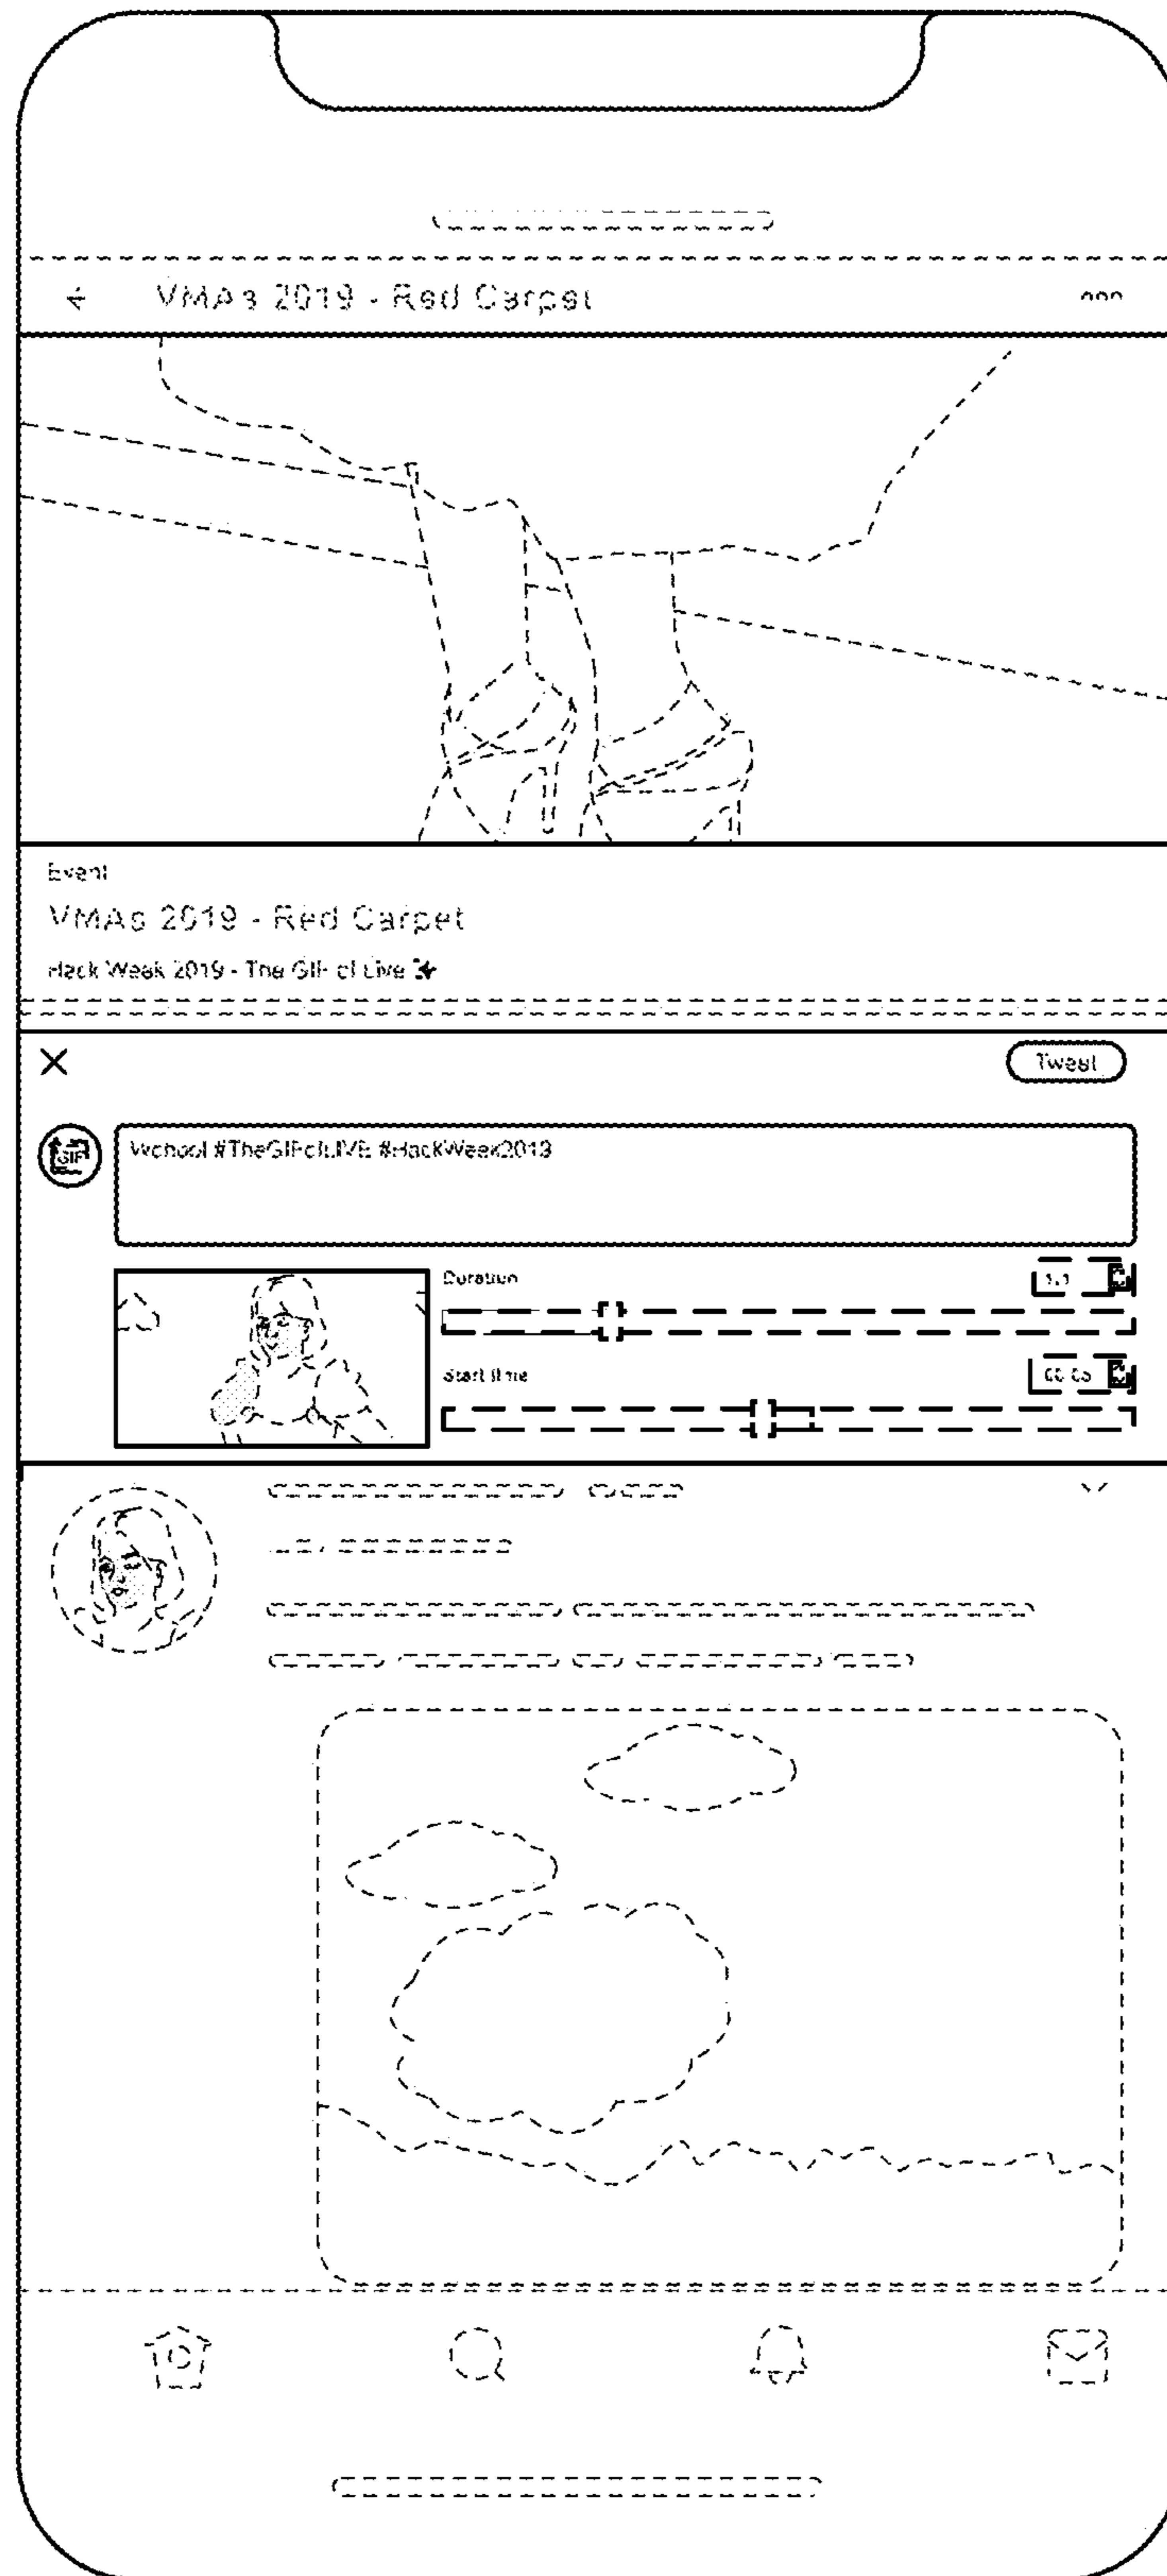 VMAs 2019 - Red Carpet
Event
VMAs 2019 - Red Carpet
Hack Week 2019 - The GIF of Live
Tweet
GIF
#TheGIFofLIVE
Duration
Start time